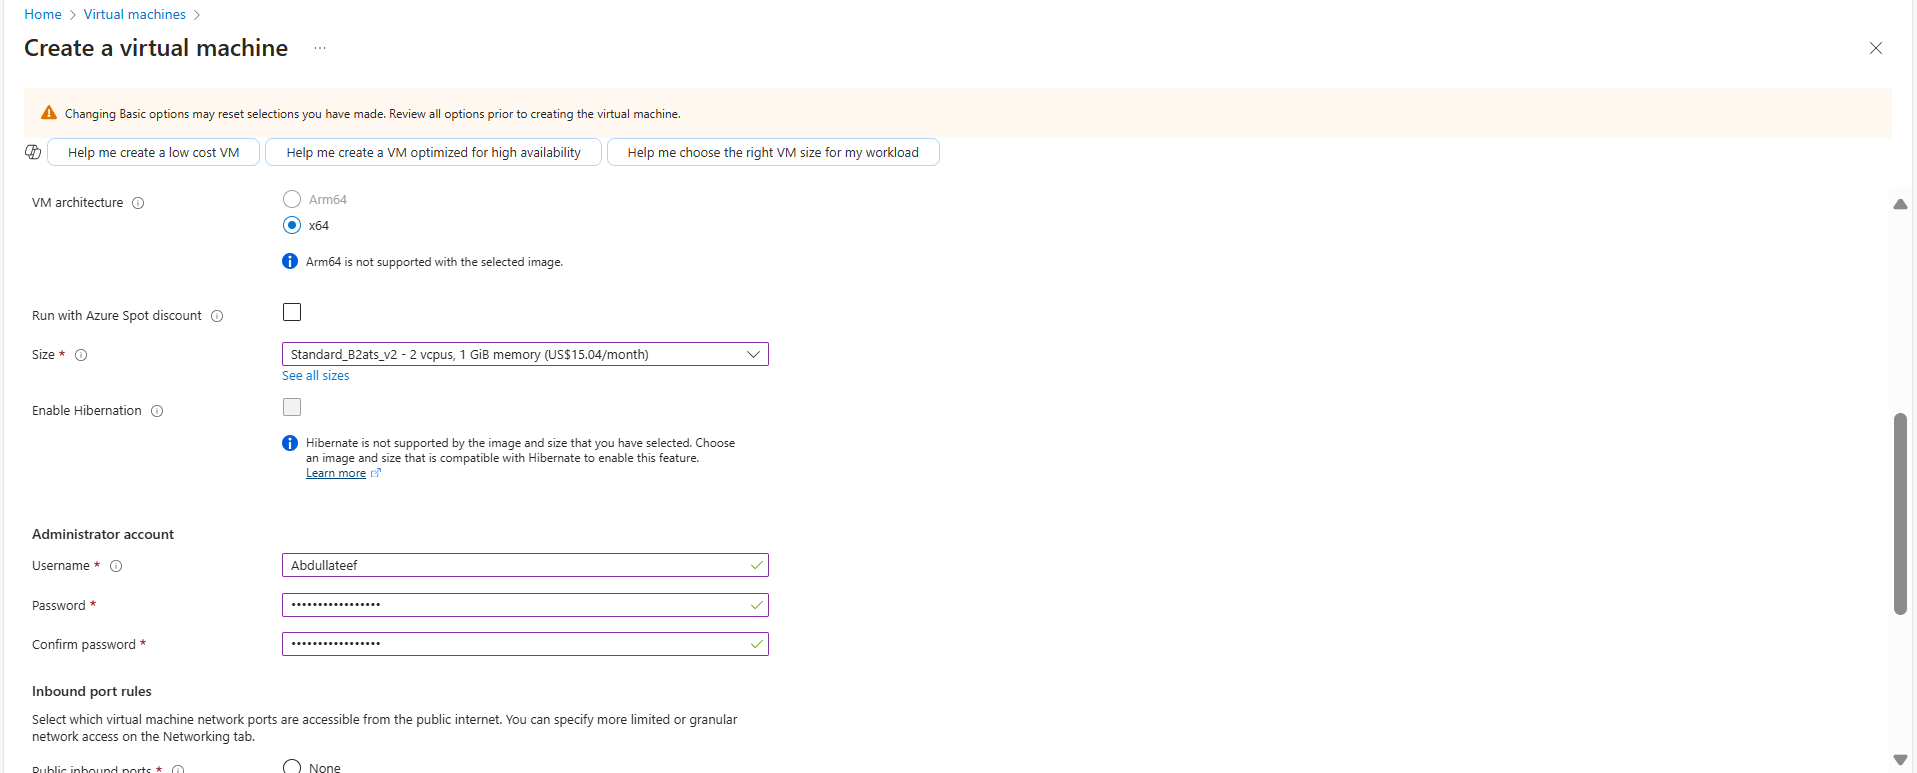 Home > Virtual machines >
Create a virtual machine ...
Changing Basic options may reset selections you have made. Review all options prior to creating the virtual machine.
Help me create a low cost VM
Help me create a VM optimized for high availability
Help me choose the right VM size for my workload
VM architecture
Arm64
x64
Arm64 is not supported with the selected image.
Run with Azure Spot discount
Size *
Standard_B2ats_v2 - 2 vcpus, 1 GiB memory (US$15.04/month)
See all sizes
Enable Hibernation
Hibernate is not supported by the image and size that you have selected. Choose
an image and size that is compatible with Hibernate to enable this feature.
Learn more
Administrator account
Username *
Abdullateef
Password *
•••••••••••••••••
Confirm password *
•••••••••••••••••
Inbound port rules
Select which virtual machine network ports are accessible from the public internet. You can specify more limited or granular
network access on the Networking tab.
Public inbound ports *
None